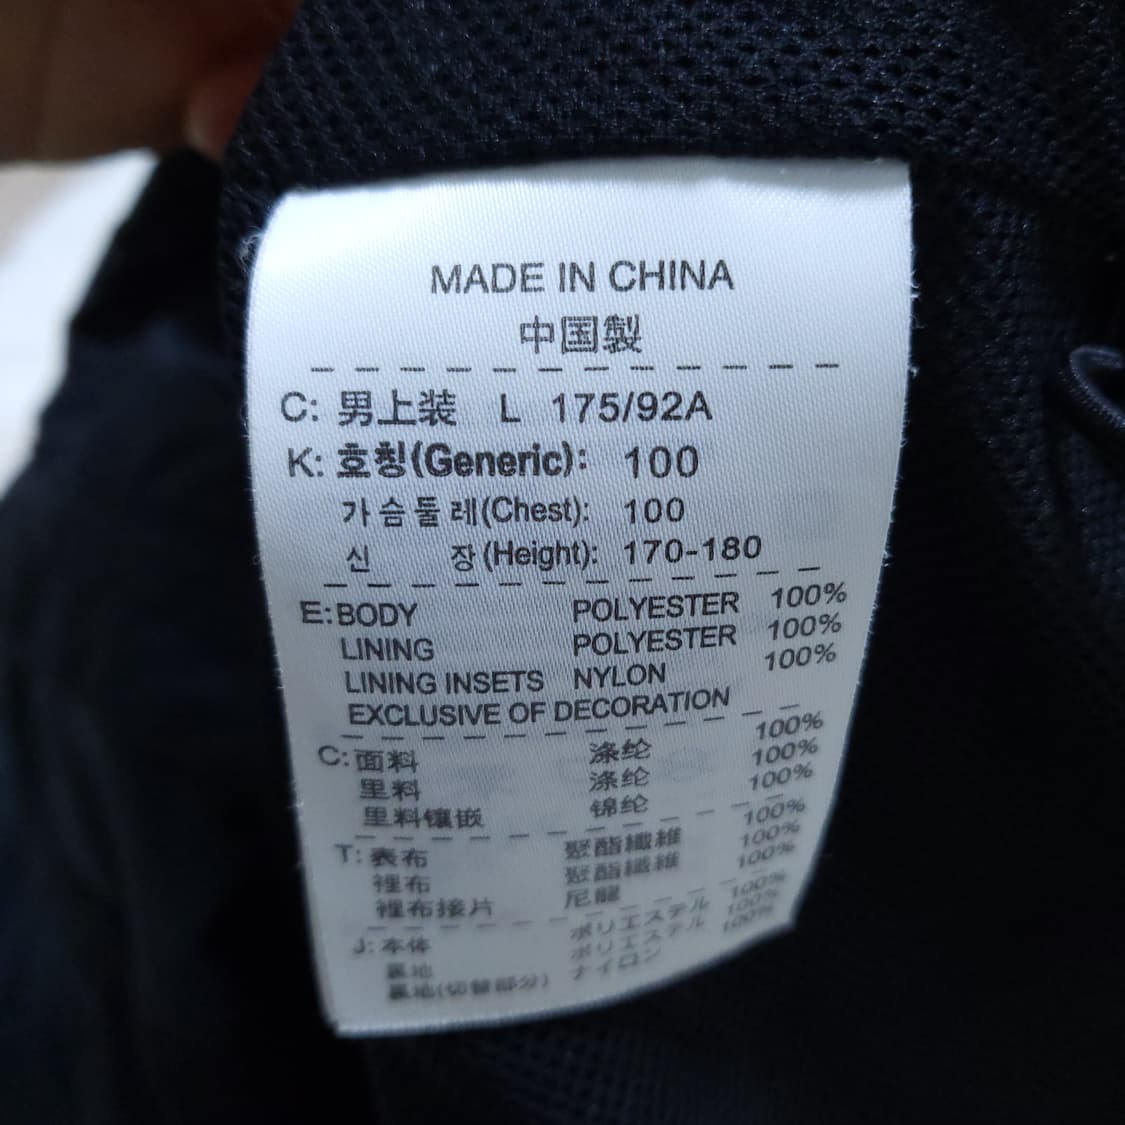 MADE IN CHINA
中国製
C: 男上装 L 175/92A
K: 호칭(Generic): 100
가슴둘레(Chest): 100
신 장(Height): 170-180
E: BODY POLYESTER 100%
LINING POLYESTER 100%
LINING INSETS NYLON 100%
EXCLUSIVE OF DECORATION
C: 面料 涤纶 100%
里料 涤纶 100%
里料镶嵌 锦纶 100%
T: 表布 聚酯纖維 100%
裡布 聚酯纖維 100%
裡布接片 尼龍 100%
J: 本体 ポリエステル 100%
裏地 ポリエステル 100%
裏地(切替部分) ナイロン 100%